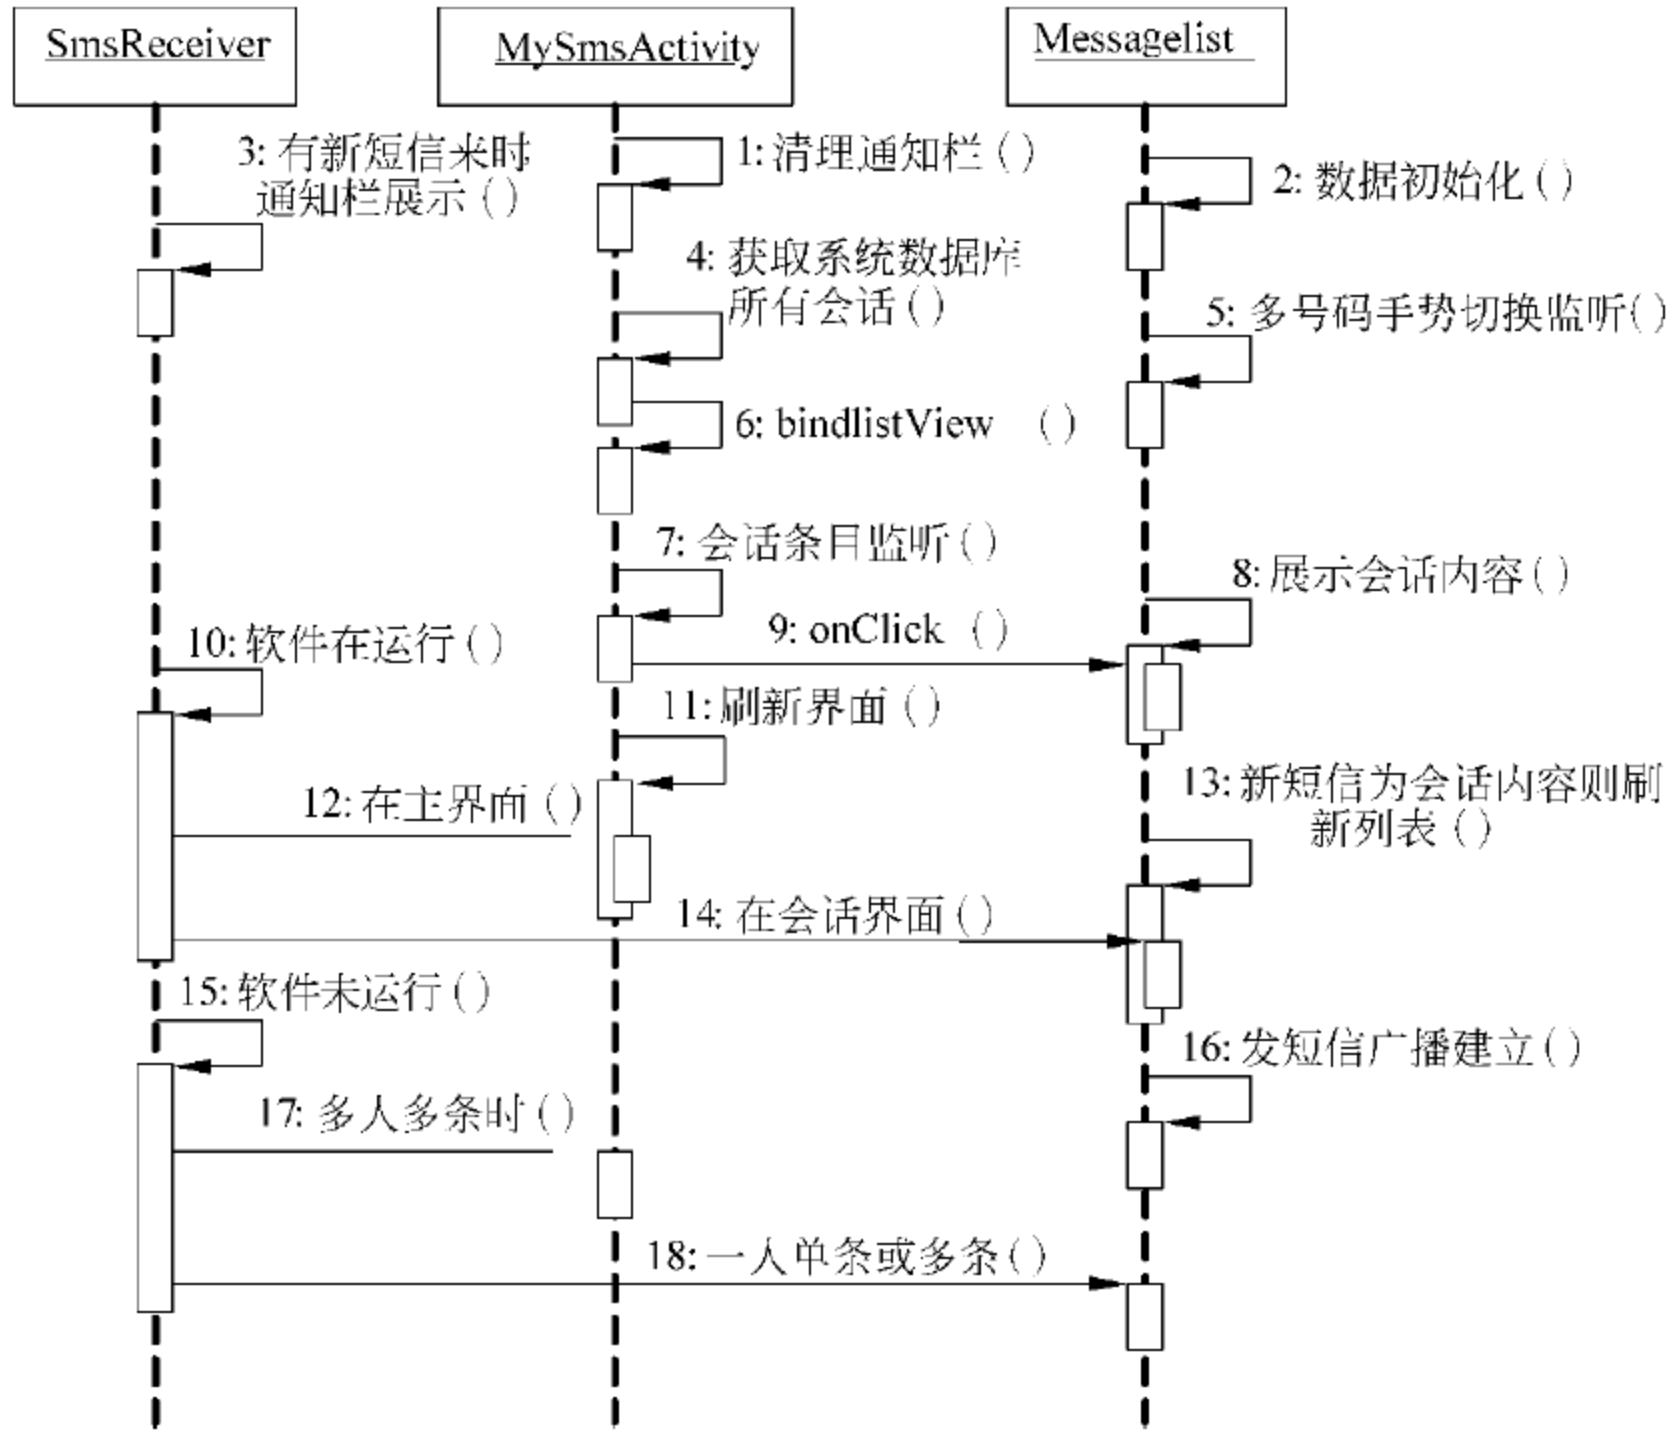 SmsReceiver
MySmsActivity
Messagelist
3: 有新短信来时
通知栏展示()
1: 清理通知栏()
2: 数据初始化()
4: 获取系统数据库
所有会话()
5: 多号码手势切换监听()
6: bindlistView ()
7: 会话条目监听()
8: 展示会话内容()
9: onClick ()
10: 软件在运行()
11: 刷新界面()
12: 在主界面()
13: 新短信为会话内容则刷
新列表()
14: 在会话界面()
15: 软件未运行()
16: 发短信广播建立()
17: 多人多条时()
18: 一人单条或多条()